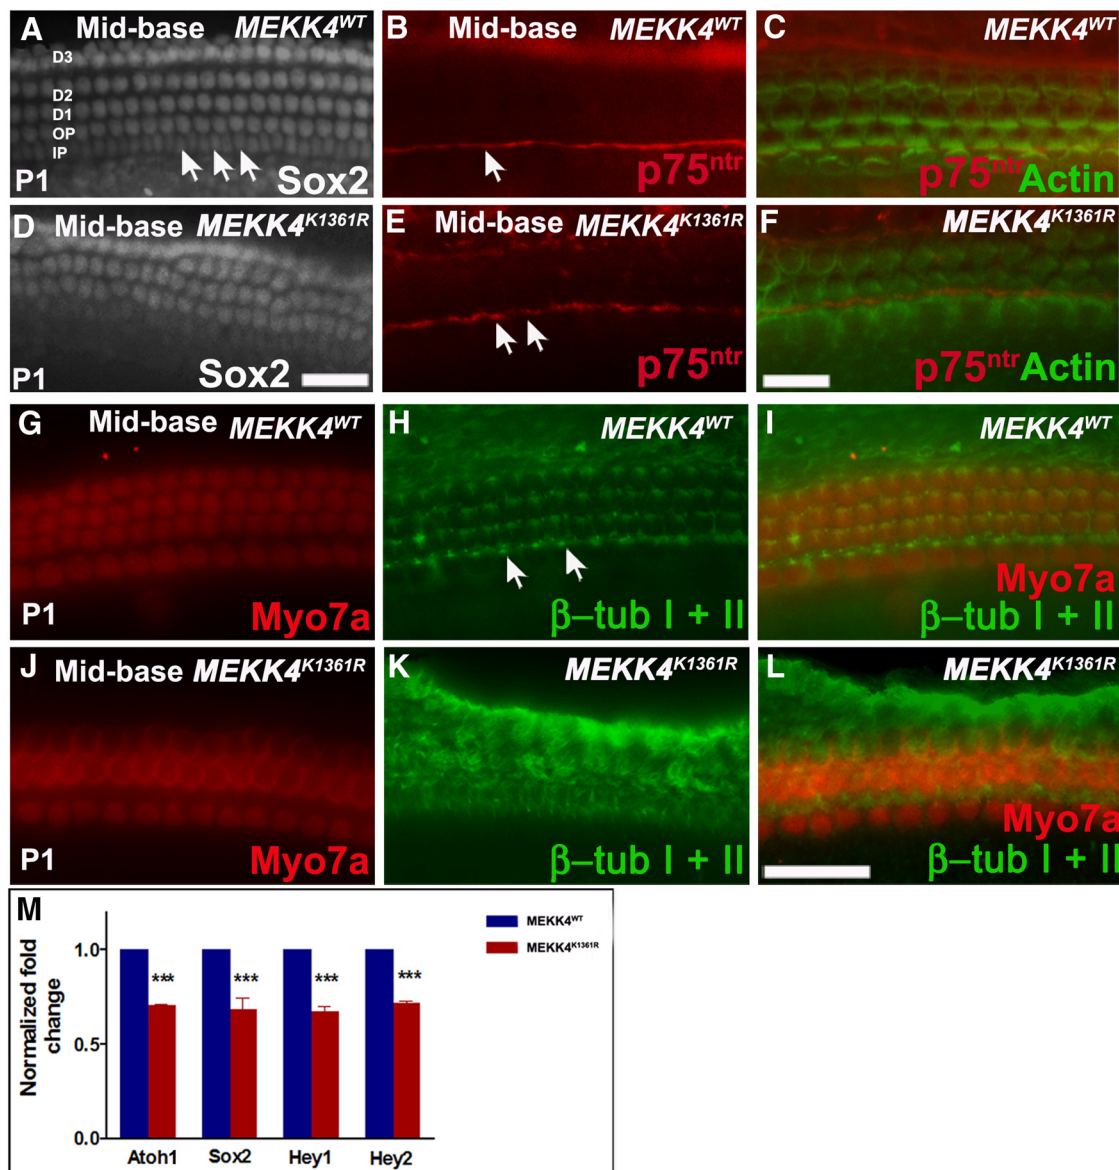 A Mid-base MEKK4WT
D3
D2
D1
OP
IP
P1 Sox2
B Mid-base MEKK4WT
p75ntr
C MEKK4WT
p75ntr Actin
D Mid-base MEKK4K1361R
P1 Sox2
E Mid-base MEKK4K1361R
p75ntr
F MEKK4K1361R
p75ntr Actin
G Mid-base MEKK4WT
P1 Myo7a
H MEKK4WT
β–tub I + II
I MEKK4WT
Myo7a
β–tub I + II
J Mid-base MEKK4K1361R
P1 Myo7a
K MEKK4K1361R
β–tub I + II
L MEKK4K1361R
Myo7a
β–tub I + II
M
MEKK4WT
MEKK4K1361R
Normalized fold
change
1.0
0.5
0.0
*** *** *** ***
Atoh1 Sox2 Hey1 Hey2